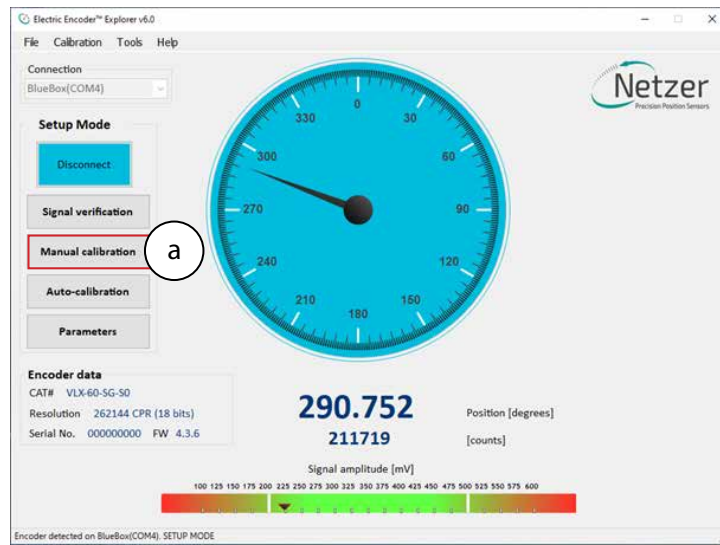 Electric Encoder™ Explorer v6.0
File Calibration Tools Help
Connection
BlueBox(COM4)
Netzer
Precision Position Sensors
Setup Mode
Disconnect
Signal verification
Manual calibration
a
Auto-calibration
Parameters
0
30
60
90
120
150
180
210
240
270
300
330
Encoder data
CAT# VLX-60-SG-S0
Resolution 262144 CPR (18 bits)
Serial No. 000000000 FW 4.3.6
290.752 Position [degrees]
211719 [counts]
Signal amplitude [mV]
100 125 150 175 200 225 250 275 300 325 350 375 400 425 450 475 500 525 550 575 600
Encoder detected on BlueBox(COM4). SETUP MODE